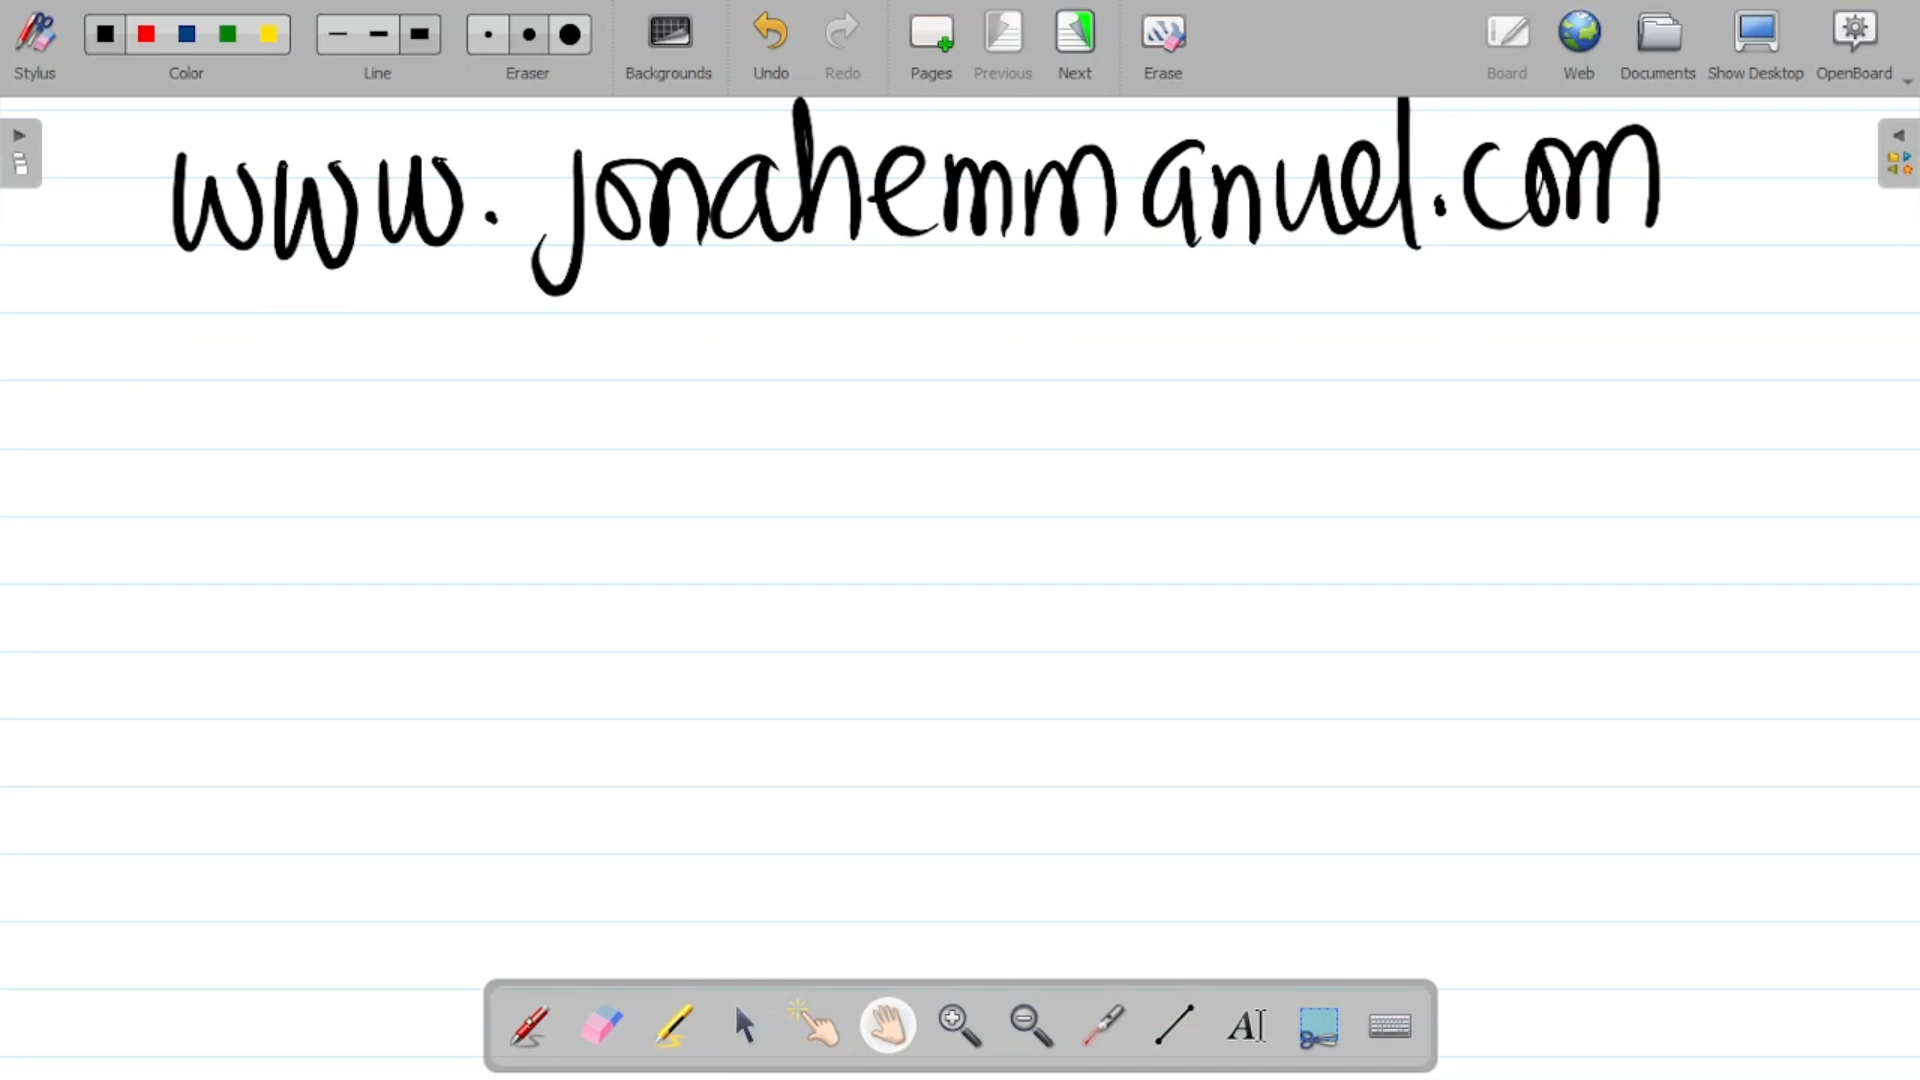 Stylus Color Line Eraser Backgrounds Undo Redo Pages Previous Next Erase Board Web Documents Show Desktop OpenBoard
www.jonahemmanuel.com
AI